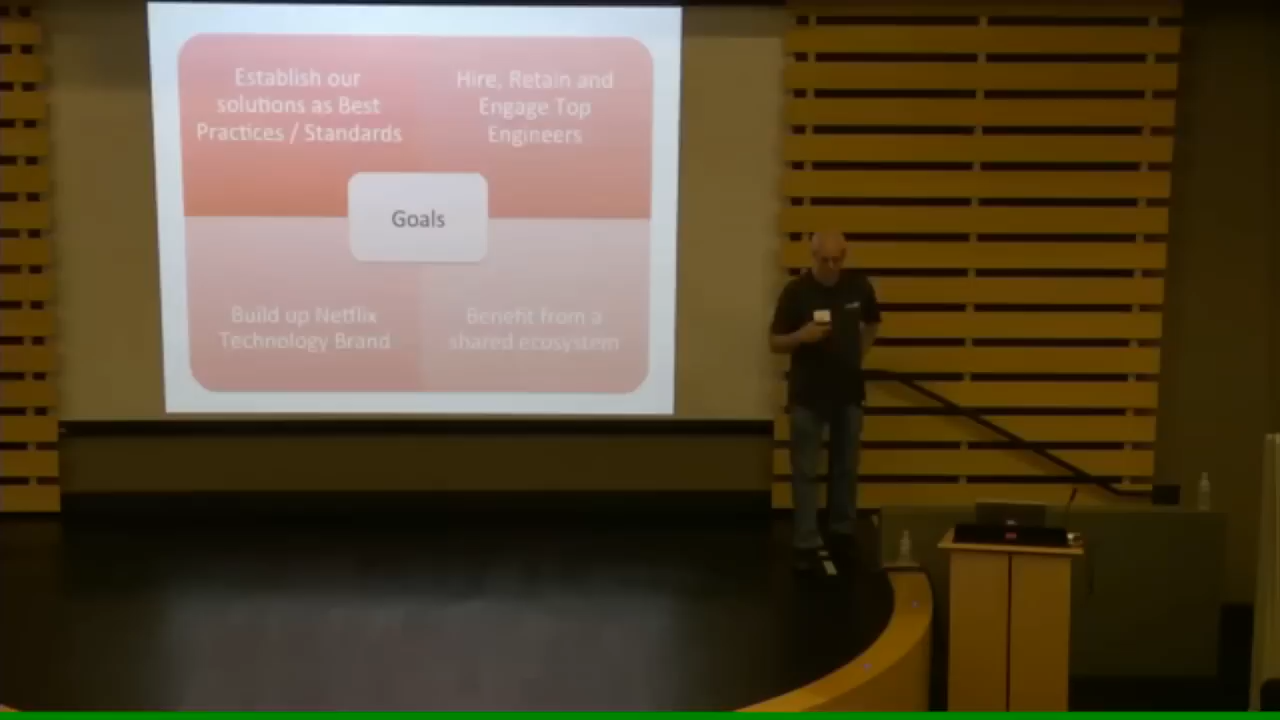 Establish our
solutions as Best
Practices / Standards
Hire, Retain and
Engage Top
Engineers
Goals
Build up Netflix
Technology Brand
Benefit from a
shared ecosystem